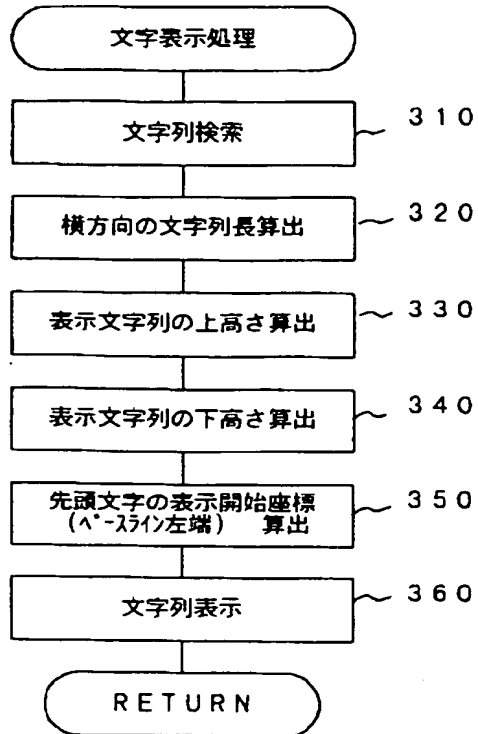 文字表示処理
文字列検索
310
横方向の文字列長算出
320
表示文字列の上高さ算出
330
表示文字列の下高さ算出
340
先頭文字の表示開始座標
(ベースライン左端) 算出
350
文字列表示
360
RETURN